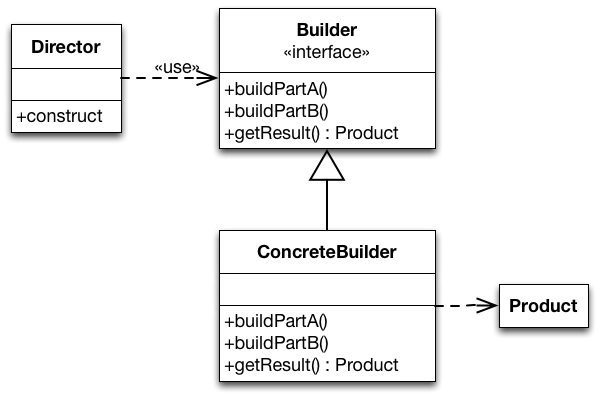 Director
+construct
«use»
Builder
«interface»
+buildPartA()
+buildPartB()
+getResult() : Product
ConcreteBuilder
+buildPartA()
+buildPartB()
+getResult() : Product
Product